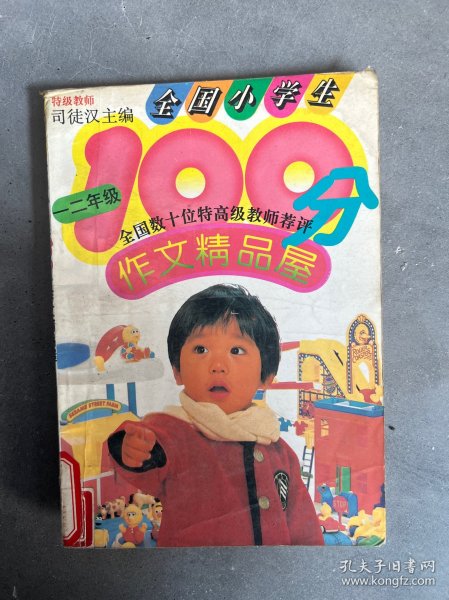 特级教师
司徒汉主编
全国小学生
100分
一二年级
全国数十位特高级教师荐评
作文精品屋
SESAME STREET PARK
孔夫子旧书网
www.kongfz.com